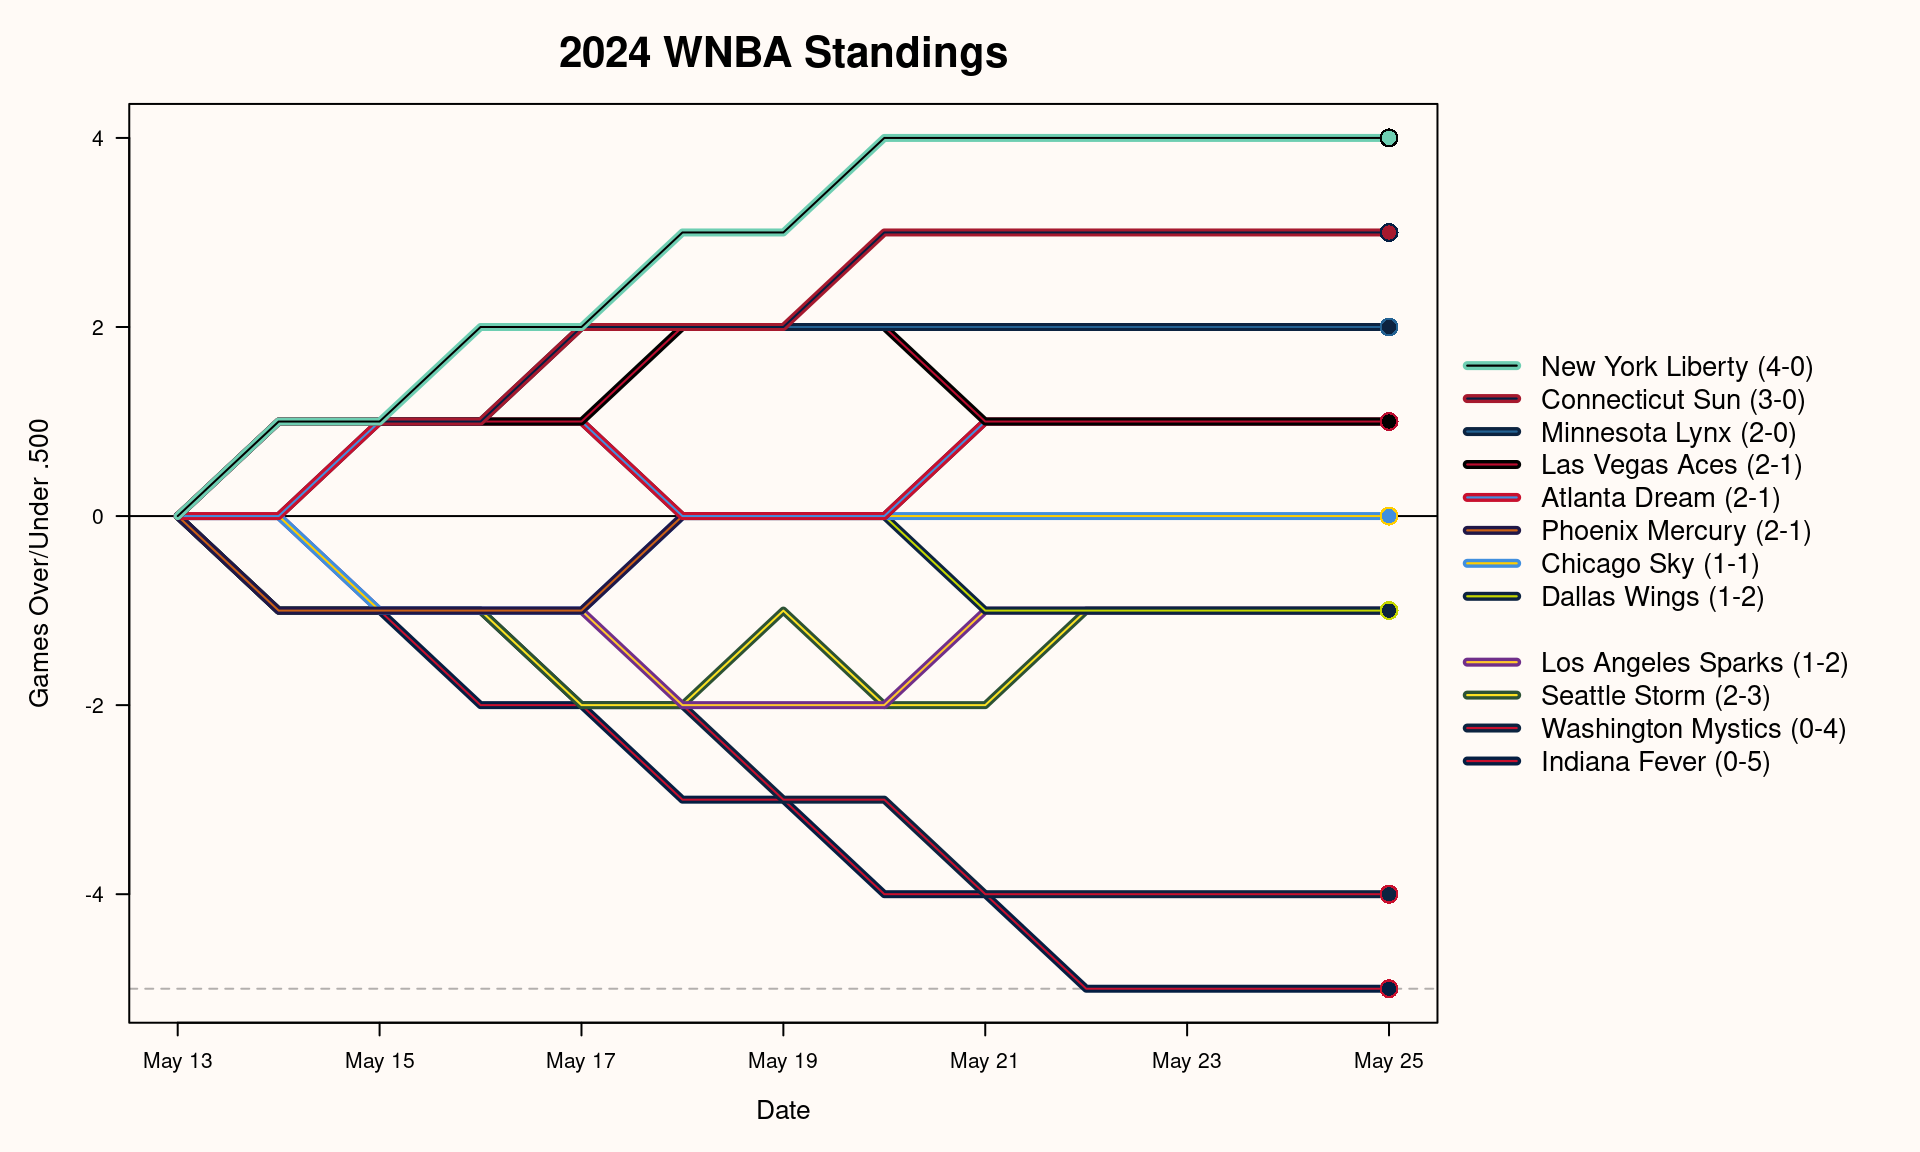 2024 WNBA Standings
Games Over/Under .500
4
2
0
-2
-4
May 13
May 15
May 17
May 19
May 21
May 23
May 25
Date
New York Liberty (4-0)
Connecticut Sun (3-0)
Minnesota Lynx (2-0)
Las Vegas Aces (2-1)
Atlanta Dream (2-1)
Phoenix Mercury (2-1)
Chicago Sky (1-1)
Dallas Wings (1-2)
Los Angeles Sparks (1-2)
Seattle Storm (2-3)
Washington Mystics (0-4)
Indiana Fever (0-5)